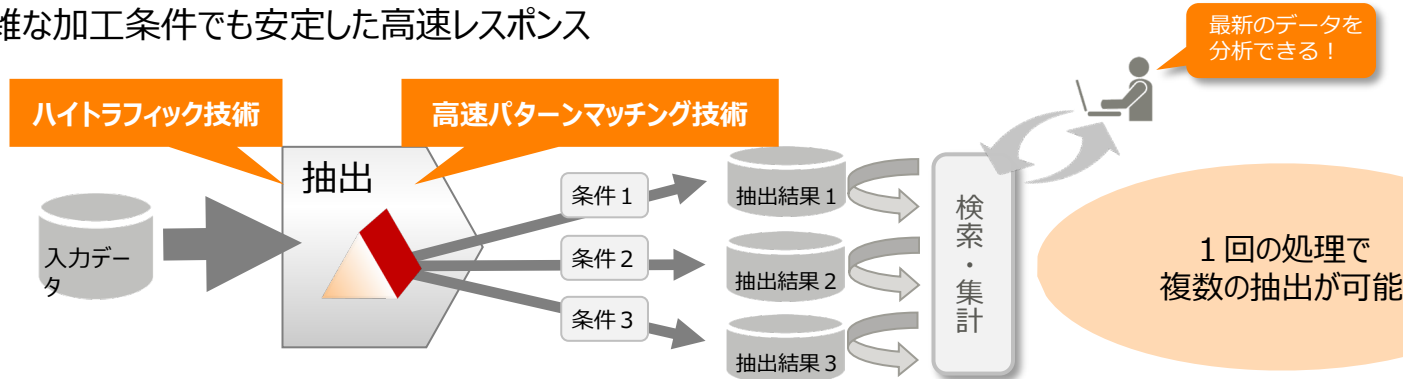 雑な加工条件でも安定した高速レスポンス
最新のデータを
分析できる！
ハイトラフィック技術
高速パターンマッチング技術
抽出
入力デー
タ
条件１
条件２
条件３
抽出結果１
抽出結果２
抽出結果３
検索・集計
１回の処理で
複数の抽出が可能